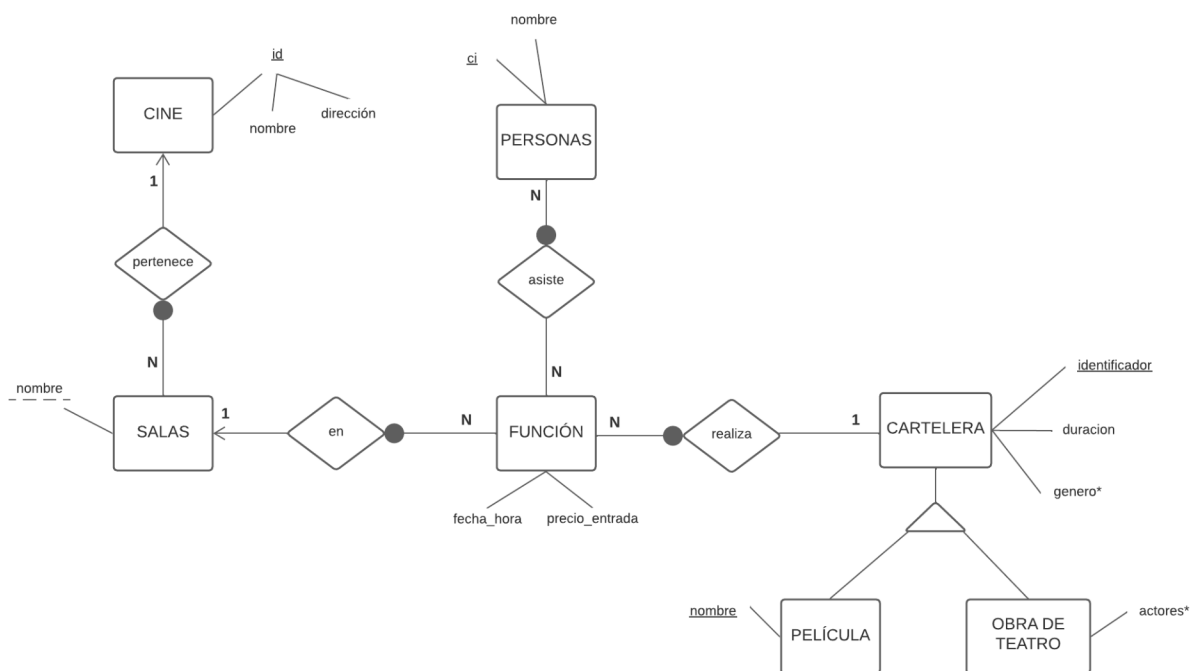 nombre
id
ci
CINE
dirección
nombre
PERSONAS
1
N
pertenece
asiste
N
N
nombre
SALAS
1
en
N
FUNCIÓN
N
realiza
1
CARTELERA
identificador
duracion
genero*
fecha_hora
precio_entrada
nombre
PELÍCULA
OBRA DE
TEATRO
actores*